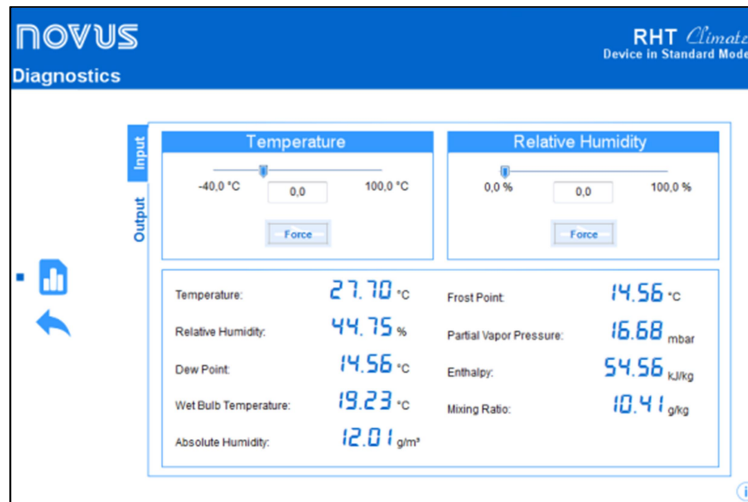 NOVUS
RHT Climate
Device in Standard Mode
Diagnostics
Input
Output
Temperature
-40,0 °C
0,0
100,0 °C
Force
Relative Humidity
0,0 %
0,0
100,0 %
Force
Temperature: 27.70 °C
Relative Humidity: 44.75 %
Dew Point: 14.56 °C
Wet Bulb Temperature: 19.23 °C
Absolute Humidity: 12.01 g/m³
Frost Point: 14.56 °C
Partial Vapor Pressure: 16.68 mbar
Enthalpy: 54.56 kJ/kg
Mixing Ratio: 10.41 g/kg
i